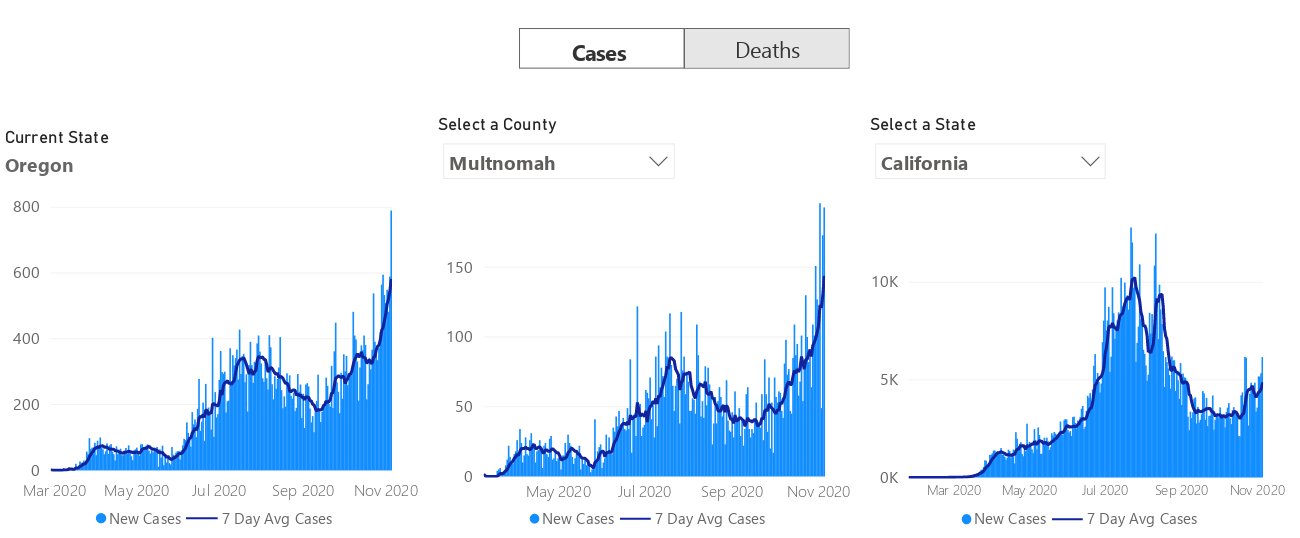 Cases Deaths
Current State
Oregon
800
600
400
200
0
Mar 2020 May 2020 Jul 2020 Sep 2020 Nov 2020
New Cases 7 Day Avg Cases
Select a County
Multnomah
150
100
50
0
May 2020 Jul 2020 Sep 2020 Nov 2020
New Cases 7 Day Avg Cases
Select a State
California
10K
5K
0K
Mar 2020 May 2020 Jul 2020 Sep 2020 Nov 2020
New Cases 7 Day Avg Cases